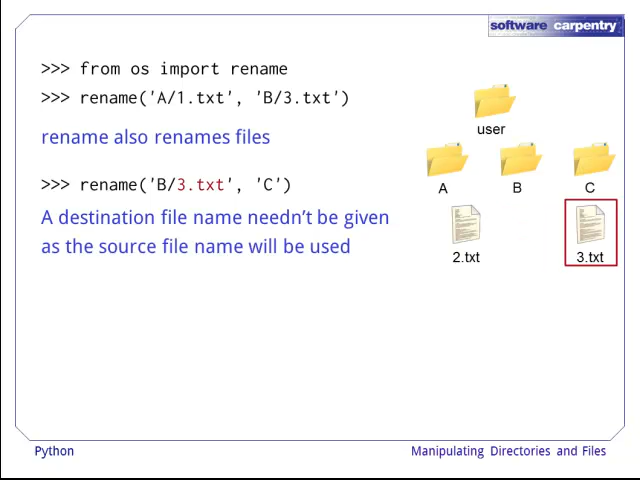 software carpentry
>>> from os import rename
>>> rename('A/1.txt', 'B/3.txt')
rename also renames files
>>> rename('B/3.txt', 'C')
A destination file name needn't be given
as the source file name will be used
user
A B C
2.txt 3.txt
Python Manipulating Directories and Files